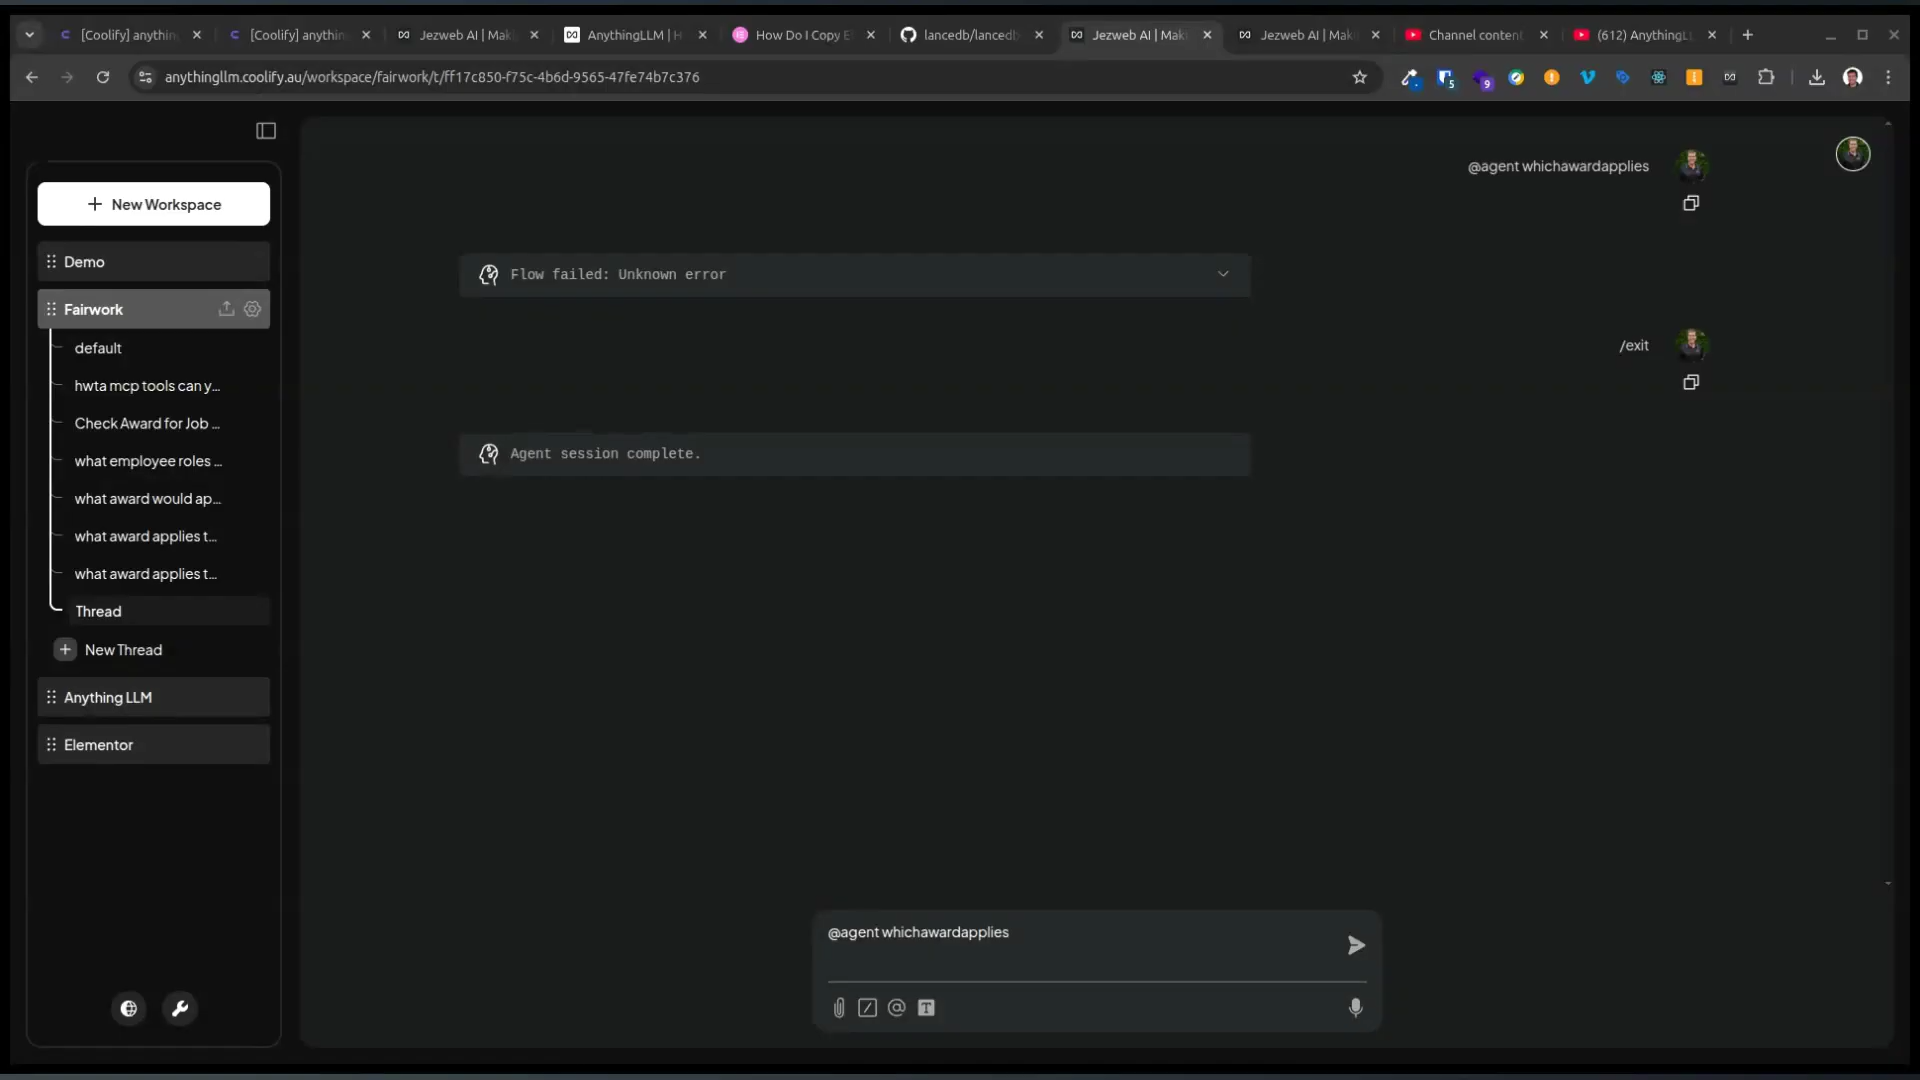 [Coolify] anythin
[Coolify] anythin
Jezweb AI | Mak
AnythingLLM | H
How Do I Copy E
lancedb/lancedb
Jezweb AI | Mak
Jezweb AI | Mak
Channel content
(612) AnythingL
anythingllm.coolify.au/workspace/fairwork/t/ff17c850-f75c-4b6d-9565-47fe74b7c376
5
9
New Workspace
Demo
Fairwork
default
hwta mcp tools can y...
Check Award for Job ...
what employee roles ...
what award would ap...
what award applies t...
what award applies t...
Thread
New Thread
Anything LLM
Elementor
@agent whichawardapplies
Flow failed: Unknown error
/exit
Agent session complete.
@agent whichawardapplies